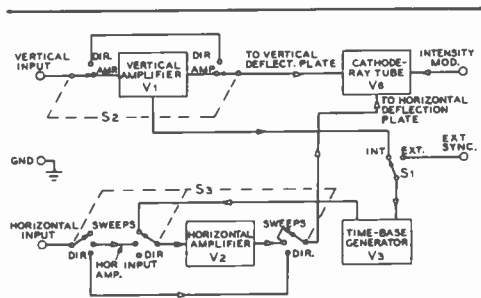 VERTICAL INPUT
DIR.
AMP.
VERTICAL AMPLIFIER V1
DIR.
AMP.
S2
TO VERTICAL DEFLECT. PLATE
CATHODE-RAY TUBE V6
INTENSITY MOD.
TO HORIZONTAL DEFLECTION PLATE
INT
EXT.
EXT SYNC.
S1
GND
S3
HORIZONTAL INPUT
SWEEPS
DIR
HOR INPUT AMP.
DIR
HORIZONTAL AMPLIFIER V2
SWEEPS
DIR.
TIME-BASE GENERATOR V3